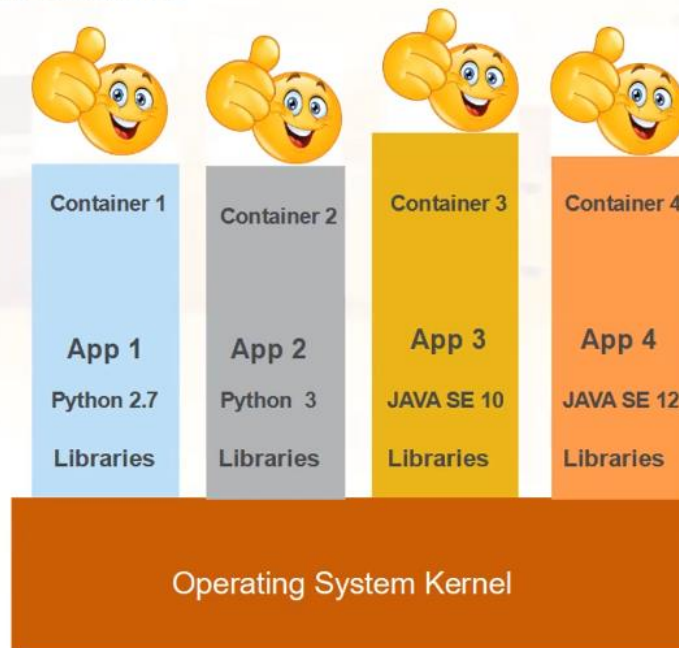 Container 1
App 1
Python 2.7
Libraries
Container 2
App 2
Python 3
Libraries
Container 3
App 3
JAVA SE 10
Libraries
Container 4
App 4
JAVA SE 12
Libraries
Operating System Kernel